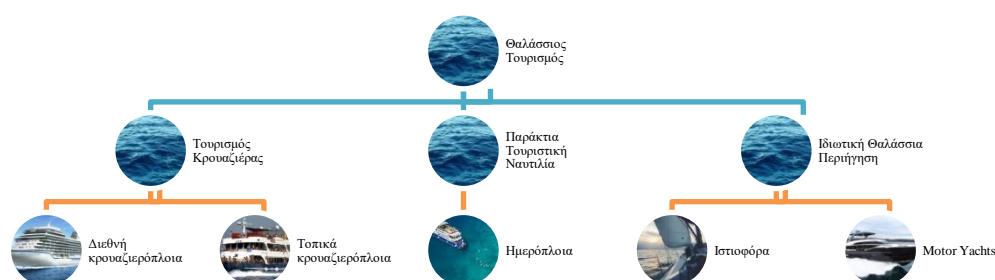 Θαλάσσιος
Τουρισμός
Τουρισμός
Κρουαζιέρας
Παράκτια
Τουριστική
Ναυτιλία
Ιδιωτική Θαλάσσια
Περιήγηση
Διεθνή
κρουαζιερόπλοια
Τοπικά
κρουαζιερόπλοια
Ημερόπλοια
Ιστιοφόρα
Motor Yachts